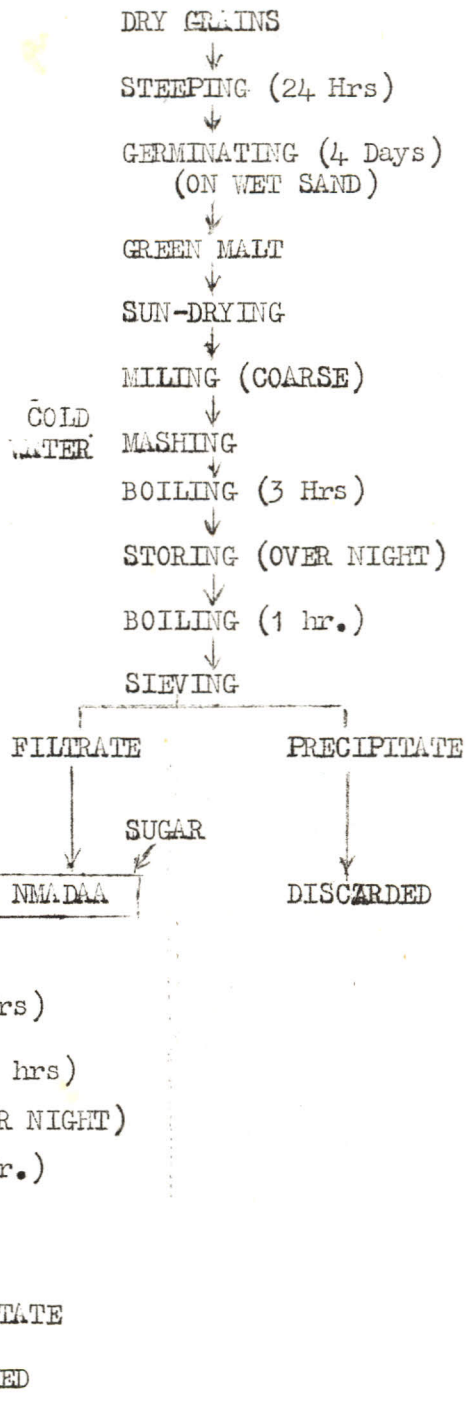 DRY GRAINS
STEEPING (24 Hrs)
GERMINATING (4 Days)
(ON WET SAND)
GREEN MALT
SUN-DRYING
MILING (COARSE)
COLD
WATER
MASHING
BOILING (3 Hrs)
STORING (OVER NIGHT)
BOILING (1 hr.)
SIEVING
FILTRATE PRECIPITATE
SUGAR
NMADAA DISCARDED
rs)
hrs)
R NIGHT)
r.)
TATE
ED